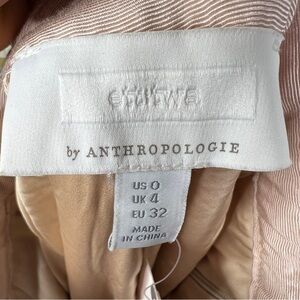 by ANTHROPOLOGIE
US 0
UK 4
EU 32
MADE
IN CHINA